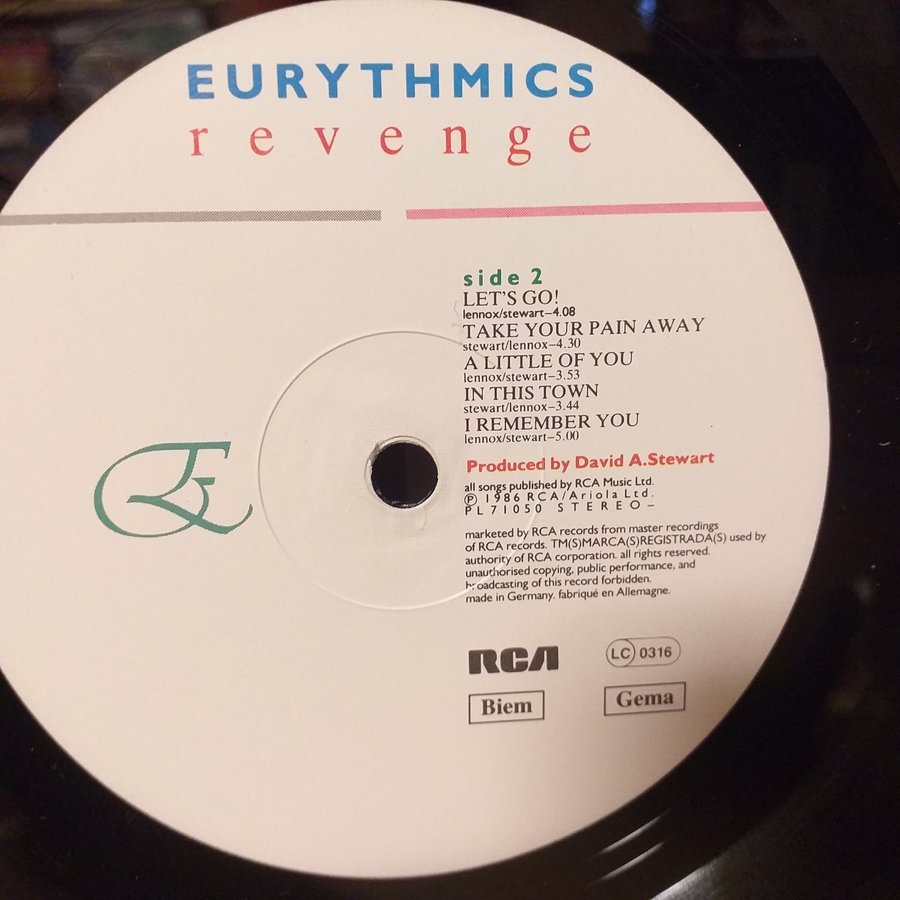 EURYTHMICS
revenge
side 2
LET'S GO!
lennox/stewart–4.08
TAKE YOUR PAIN AWAY
stewart/lennox–4.30
A LITTLE OF YOU
lennox/stewart–3.53
IN THIS TOWN
stewart/lennox–3.44
I REMEMBER YOU
lennox/stewart–5.00
Produced by David A.Stewart
all songs published by RCA Music Ltd.
℗ 1986 RCA/Ariola Ltd.
PL71050 STEREO–
marketed by RCA records from master recordings
of RCA records. TM(S)MARCA(S)REGISTRADA(S) used by
authority of RCA corporation. all rights reserved.
unauthorised copying, public performance, and
broadcasting of this record forbidden.
made in Germany. fabriqué en Allemagne.
RCA LC 0316
Biem Gema